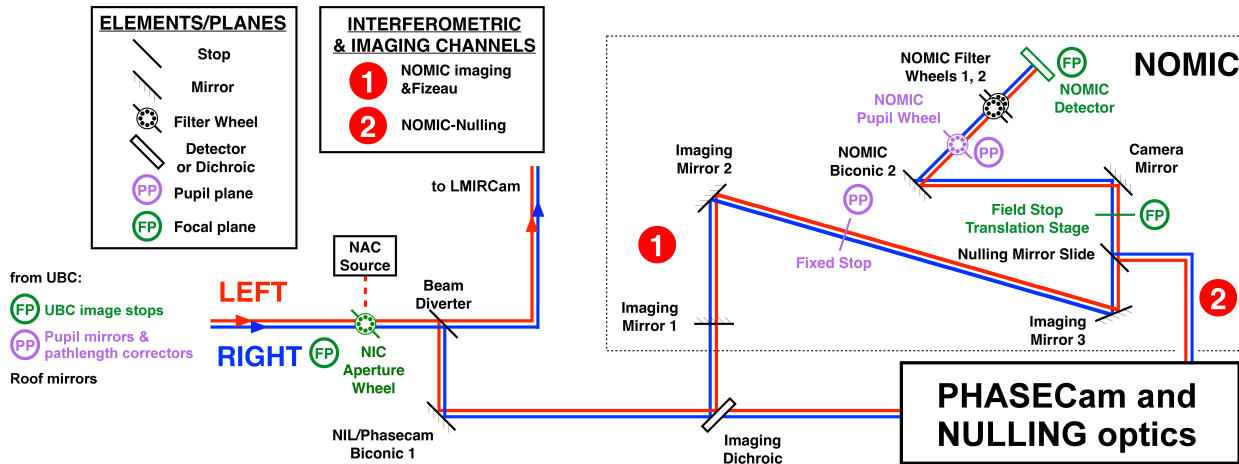 ELEMENTS/PLANES
Stop
Mirror
Filter Wheel
Detector
or Dichroic
PP
Pupil plane
FP
Focal plane
INTERFEROMETRIC
& IMAGING CHANNELS
1
NOMIC imaging
&Fizeau
2
NOMIC-Nulling
to LMIRCam
from UBC:
FP
UBC image stops
PP
Pupil mirrors &
pathlength correctors
Roof mirrors
LEFT
RIGHT
NAC
Source
FP
NIC
Aperture
Wheel
Beam
Diverter
NIL/Phasecam
Biconic 1
Imaging
Dichroic
NOMIC
NOMIC Filter
Wheels 1, 2
FP
NOMIC
Detector
NOMIC
Pupil Wheel
PP
NOMIC
Biconic 2
Imaging
Mirror 2
PP
Fixed Stop
1
Imaging
Mirror 1
Camera
Mirror
Field Stop
Translation Stage
FP
Nulling Mirror Slide
2
Imaging
Mirror 3
PHASECam and
NULLING optics